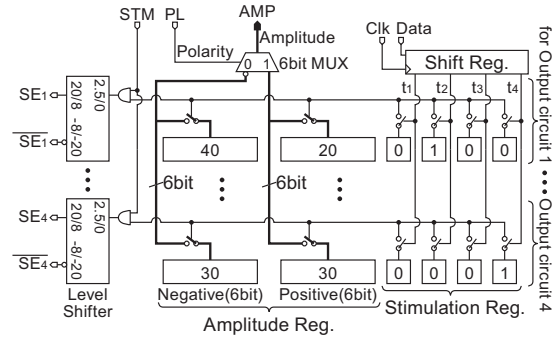 STM PL AMP Clk Data
Amplitude
Polarity 0 1 6bit MUX
Shift Reg.
for Output circuit 1
t1 t2 t3 t4
SE1
SE1
2.5/0
20/8 -8/-20
40 20 0 1 0 0
6bit 6bit
Output circuit 4
SE4
SE4
2.5/0
20/8 -8/-20
30 30 0 0 0 1
Level
Shifter
Negative(6bit) Positive(6bit)
Stimulation Reg.
Amplitude Reg.